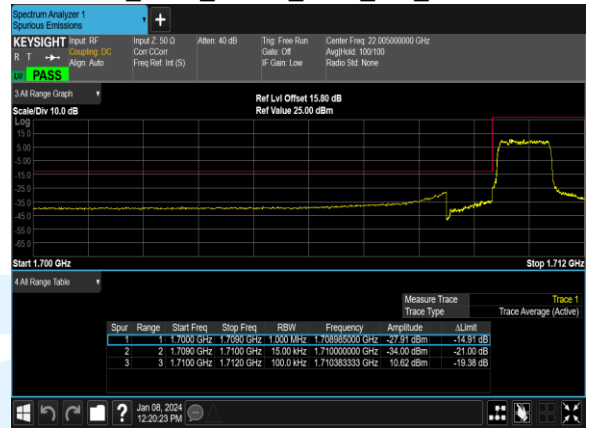 Spectrum Analyzer 1
Spurious Emissions
+
KEYSIGHT Input: RF Input Z: 50 Ω Atten: 40 dB Trig: Free Run Center Freq: 22.005000000 GHz
R T Coupling: DC Corr CCorr Gate: Off Avg|Hold: 100/100
Align: Auto Freq Ref: Int (S) IF Gain: Low Radio Std: None
PASS
3 All Range Graph
Ref Lvl Offset 15.80 dB
Scale/Div 10.0 dB Ref Value 25.00 dBm
Log
15.0
5.00
-5.00
-15.0
-25.0
-35.0
-45.0
-55.0
-65.0
Start 1.700 GHz Stop 1.712 GHz
4 All Range Table
Measure Trace Trace 1
Trace Type Trace Average (Active)
Spur Range Start Freq Stop Freq RBW Frequency Amplitude ΔLimit
1 1 1.7000 GHz 1.7090 GHz 1.000 MHz 1.708985000 GHz -27.91 dBm -14.91 dB
2 2 1.7090 GHz 1.7100 GHz 15.00 kHz 1.710000000 GHz -34.00 dBm -21.00 dB
3 3 1.7100 GHz 1.7120 GHz 100.0 kHz 1.710383333 GHz 10.62 dBm -19.38 dB
? Jan 08, 2024
12:20:23 PM